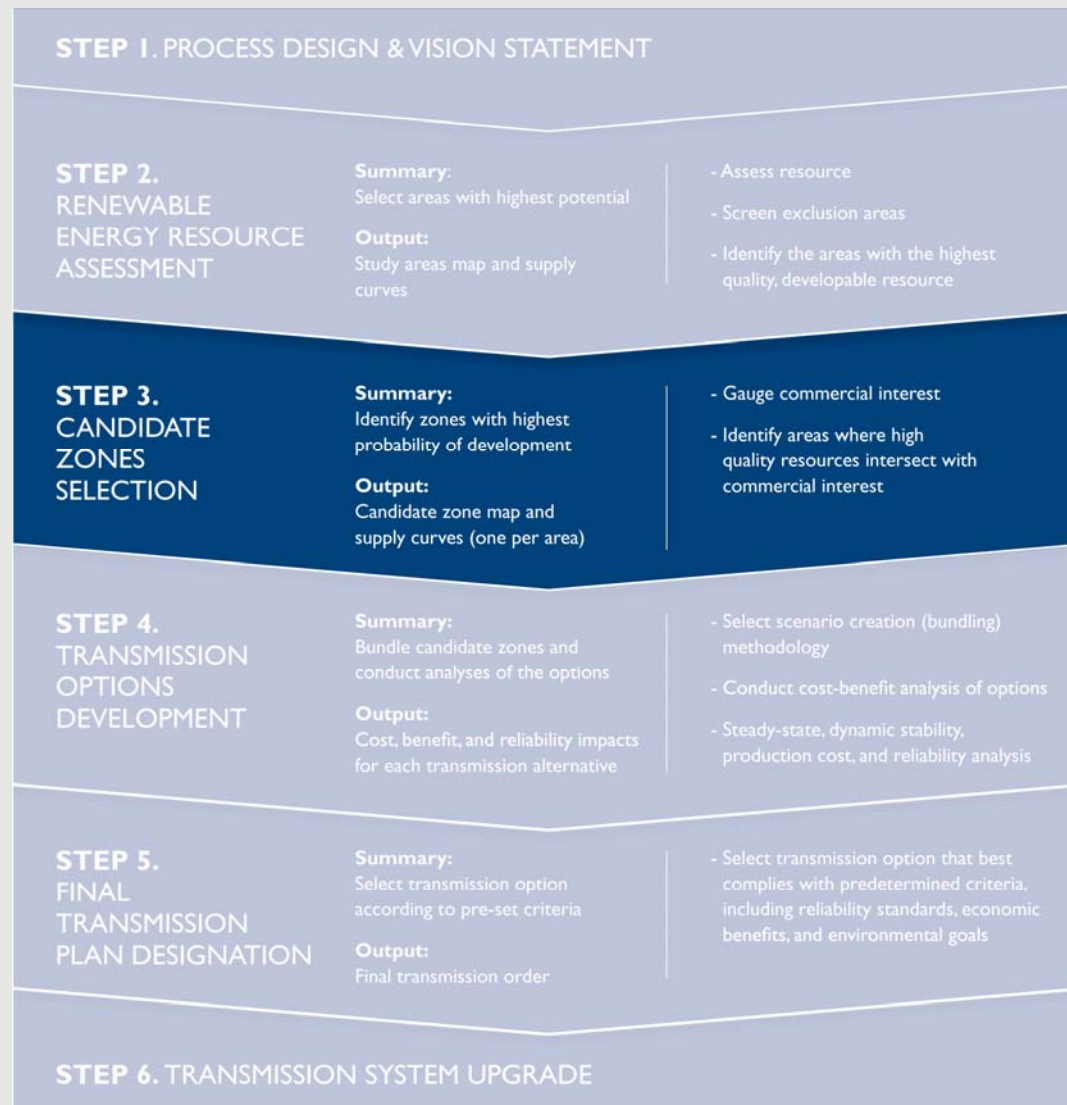 STEP 1. PROCESS DESIGN & VISION STATEMENT
STEP 2.
RENEWABLE
ENERGY RESOURCE
ASSESSMENT
Summary:
Select areas with highest potential
Output:
Study areas map and supply
curves
- Assess resource
- Screen exclusion areas
- Identify the areas with the highest
quality, developable resource
STEP 3.
CANDIDATE
ZONES
SELECTION
Summary:
Identify zones with highest
probability of development
Output:
Candidate zone map and
supply curves (one per area)
- Gauge commercial interest
- Identify areas where high
quality resources intersect with
commercial interest
STEP 4.
TRANSMISSION
OPTIONS
DEVELOPMENT
Summary:
Bundle candidate zones and
conduct analyses of the options
Output:
Cost, benefit, and reliability impacts
for each transmission alternative
- Select scenario creation (bundling)
methodology
- Conduct cost-benefit analysis of options
- Steady-state, dynamic stability,
production cost, and reliability analysis
STEP 5.
FINAL
TRANSMISSION
PLAN DESIGNATION
Summary:
Select transmission option
according to pre-set criteria
Output:
Final transmission order
- Select transmission option that best
complies with predetermined criteria,
including reliability standards, economic
benefits, and environmental goals
STEP 6. TRANSMISSION SYSTEM UPGRADE